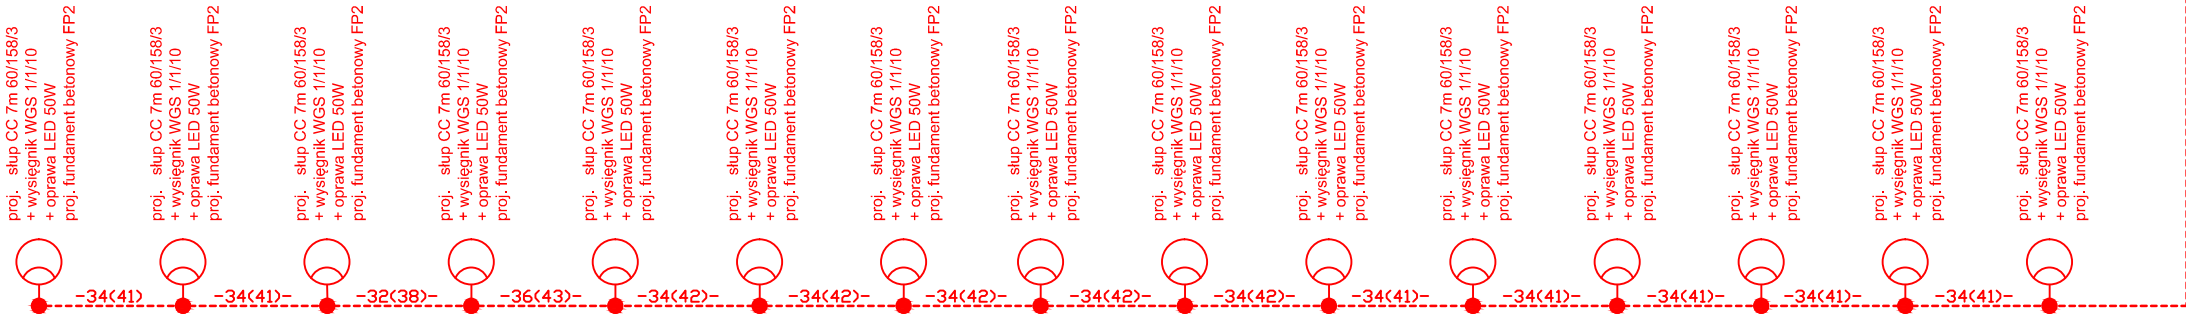 proj. słup CC 7m 60/158/3
+ wysięgnik WGS 1/1/10
+ oprawa LED 50W
proj. fundament betonowy FP2
proj. słup CC 7m 60/158/3
+ wysięgnik WGS 1/1/10
+ oprawa LED 50W
proj. fundament betonowy FP2
proj. słup CC 7m 60/158/3
+ wysięgnik WGS 1/1/10
+ oprawa LED 50W
proj. fundament betonowy FP2
proj. słup CC 7m 60/158/3
+ wysięgnik WGS 1/1/10
+ oprawa LED 50W
proj. fundament betonowy FP2
proj. słup CC 7m 60/158/3
+ wysięgnik WGS 1/1/10
+ oprawa LED 50W
proj. fundament betonowy FP2
proj. słup CC 7m 60/158/3
+ wysięgnik WGS 1/1/10
+ oprawa LED 50W
proj. fundament betonowy FP2
proj. słup CC 7m 60/158/3
+ wysięgnik WGS 1/1/10
+ oprawa LED 50W
proj. fundament betonowy FP2
proj. słup CC 7m 60/158/3
+ wysięgnik WGS 1/1/10
+ oprawa LED 50W
proj. fundament betonowy FP2
proj. słup CC 7m 60/158/3
+ wysięgnik WGS 1/1/10
+ oprawa LED 50W
proj. fundament betonowy FP2
proj. słup CC 7m 60/158/3
+ wysięgnik WGS 1/1/10
+ oprawa LED 50W
proj. fundament betonowy FP2
proj. słup CC 7m 60/158/3
+ wysięgnik WGS 1/1/10
+ oprawa LED 50W
proj. fundament betonowy FP2
proj. słup CC 7m 60/158/3
+ wysięgnik WGS 1/1/10
+ oprawa LED 50W
proj. fundament betonowy FP2
proj. słup CC 7m 60/158/3
+ wysięgnik WGS 1/1/10
+ oprawa LED 50W
proj. fundament betonowy FP2
proj. słup CC 7m 60/158/3
+ wysięgnik WGS 1/1/10
+ oprawa LED 50W
proj. fundament betonowy FP2
proj. słup CC 7m 60/158/3
+ wysięgnik WGS 1/1/10
+ oprawa LED 50W
proj. fundament betonowy FP2
-34(41)
-34(41)-
-32(38)-
-36(43)-
-34(42)-
-34(42)-
-34(42)-
-34(42)-
-34(42)-
-34(41)-
-34(41)-
-34(41)-
-34(41)-
-34(41)-